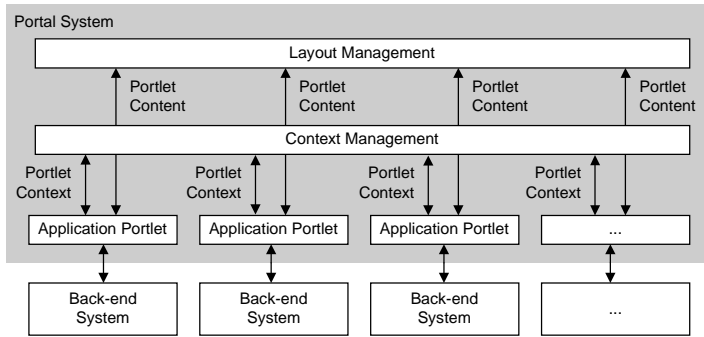 Portal System
Layout Management
Portlet
Content
Portlet
Content
Portlet
Content
Portlet
Content
Context Management
Portlet
Context
Portlet
Context
Portlet
Context
Portlet
Context
Application Portlet
Application Portlet
Application Portlet
...
Back-end
System
Back-end
System
Back-end
System
...